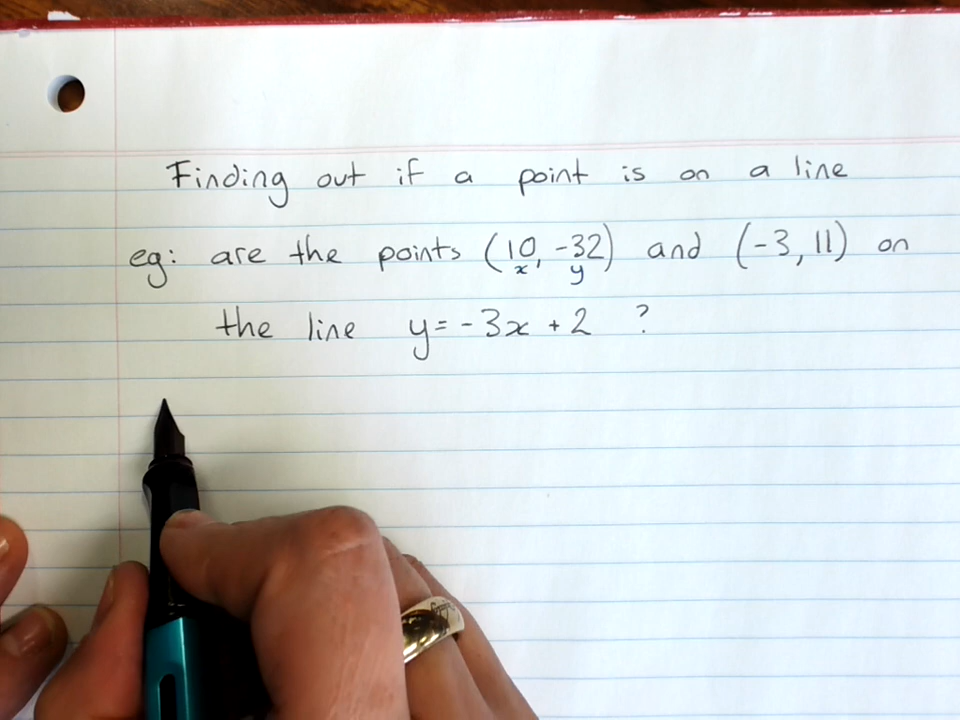 Finding out if a point is on a line
eg: are the points (10, -32) and (-3, 11) on
x y
the line y = -3x + 2 ?